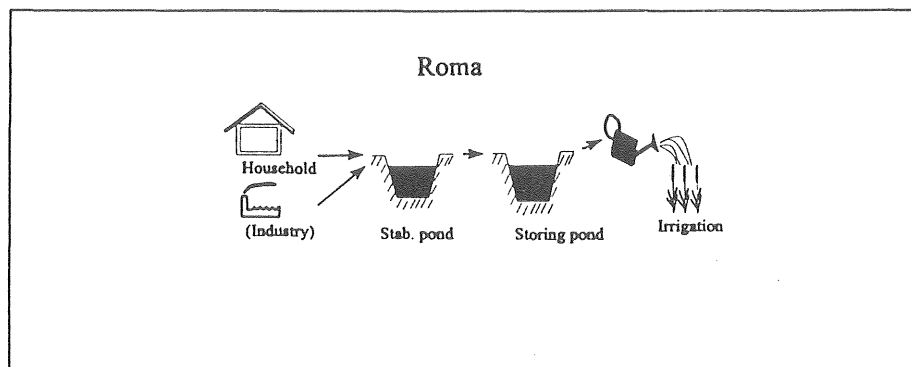 Roma
Household
(Industry)
Stab. pond
Storing pond
Irrigation